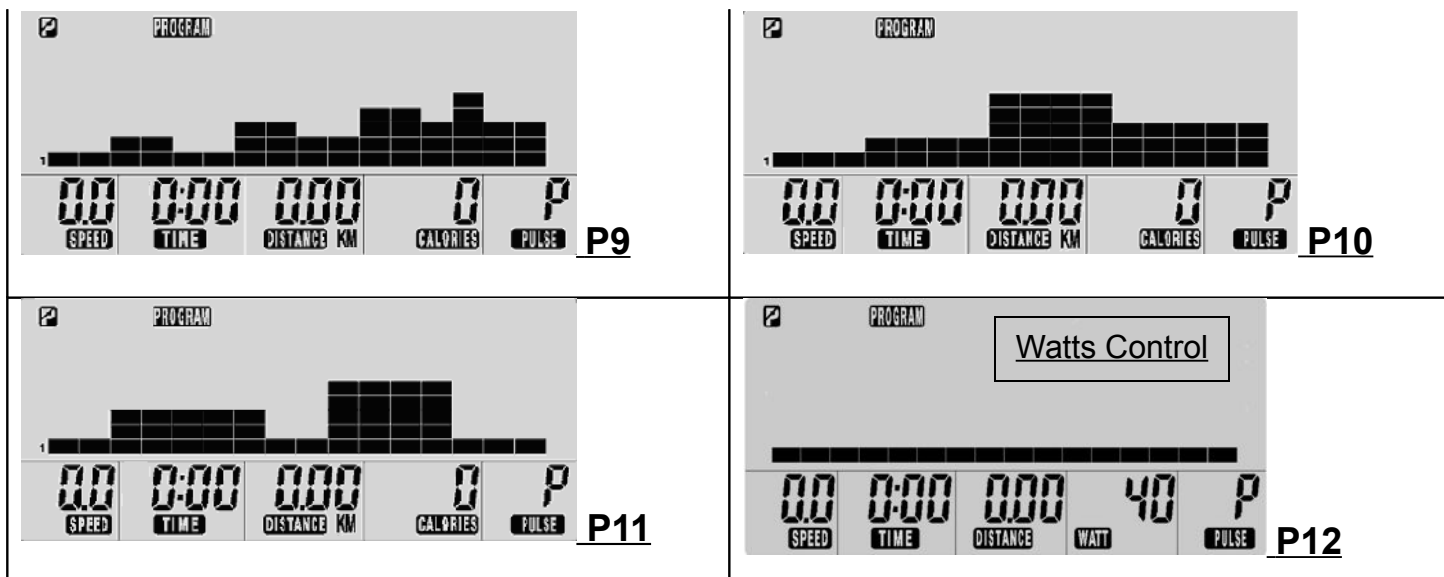 PROGRAM
1
0.0 0:00 0.00 0 P
SPEED TIME DISTANCE KM CALORIES PULSE
P9
PROGRAM
1
0.0 0:00 0.00 0 P
SPEED TIME DISTANCE KM CALORIES PULSE
P10
PROGRAM
1
0.0 0:00 0.00 0 P
SPEED TIME DISTANCE KM CALORIES PULSE
P11
PROGRAM
Watts Control
0.0 0:00 0.00 40 P
SPEED TIME DISTANCE WATT PULSE
P12